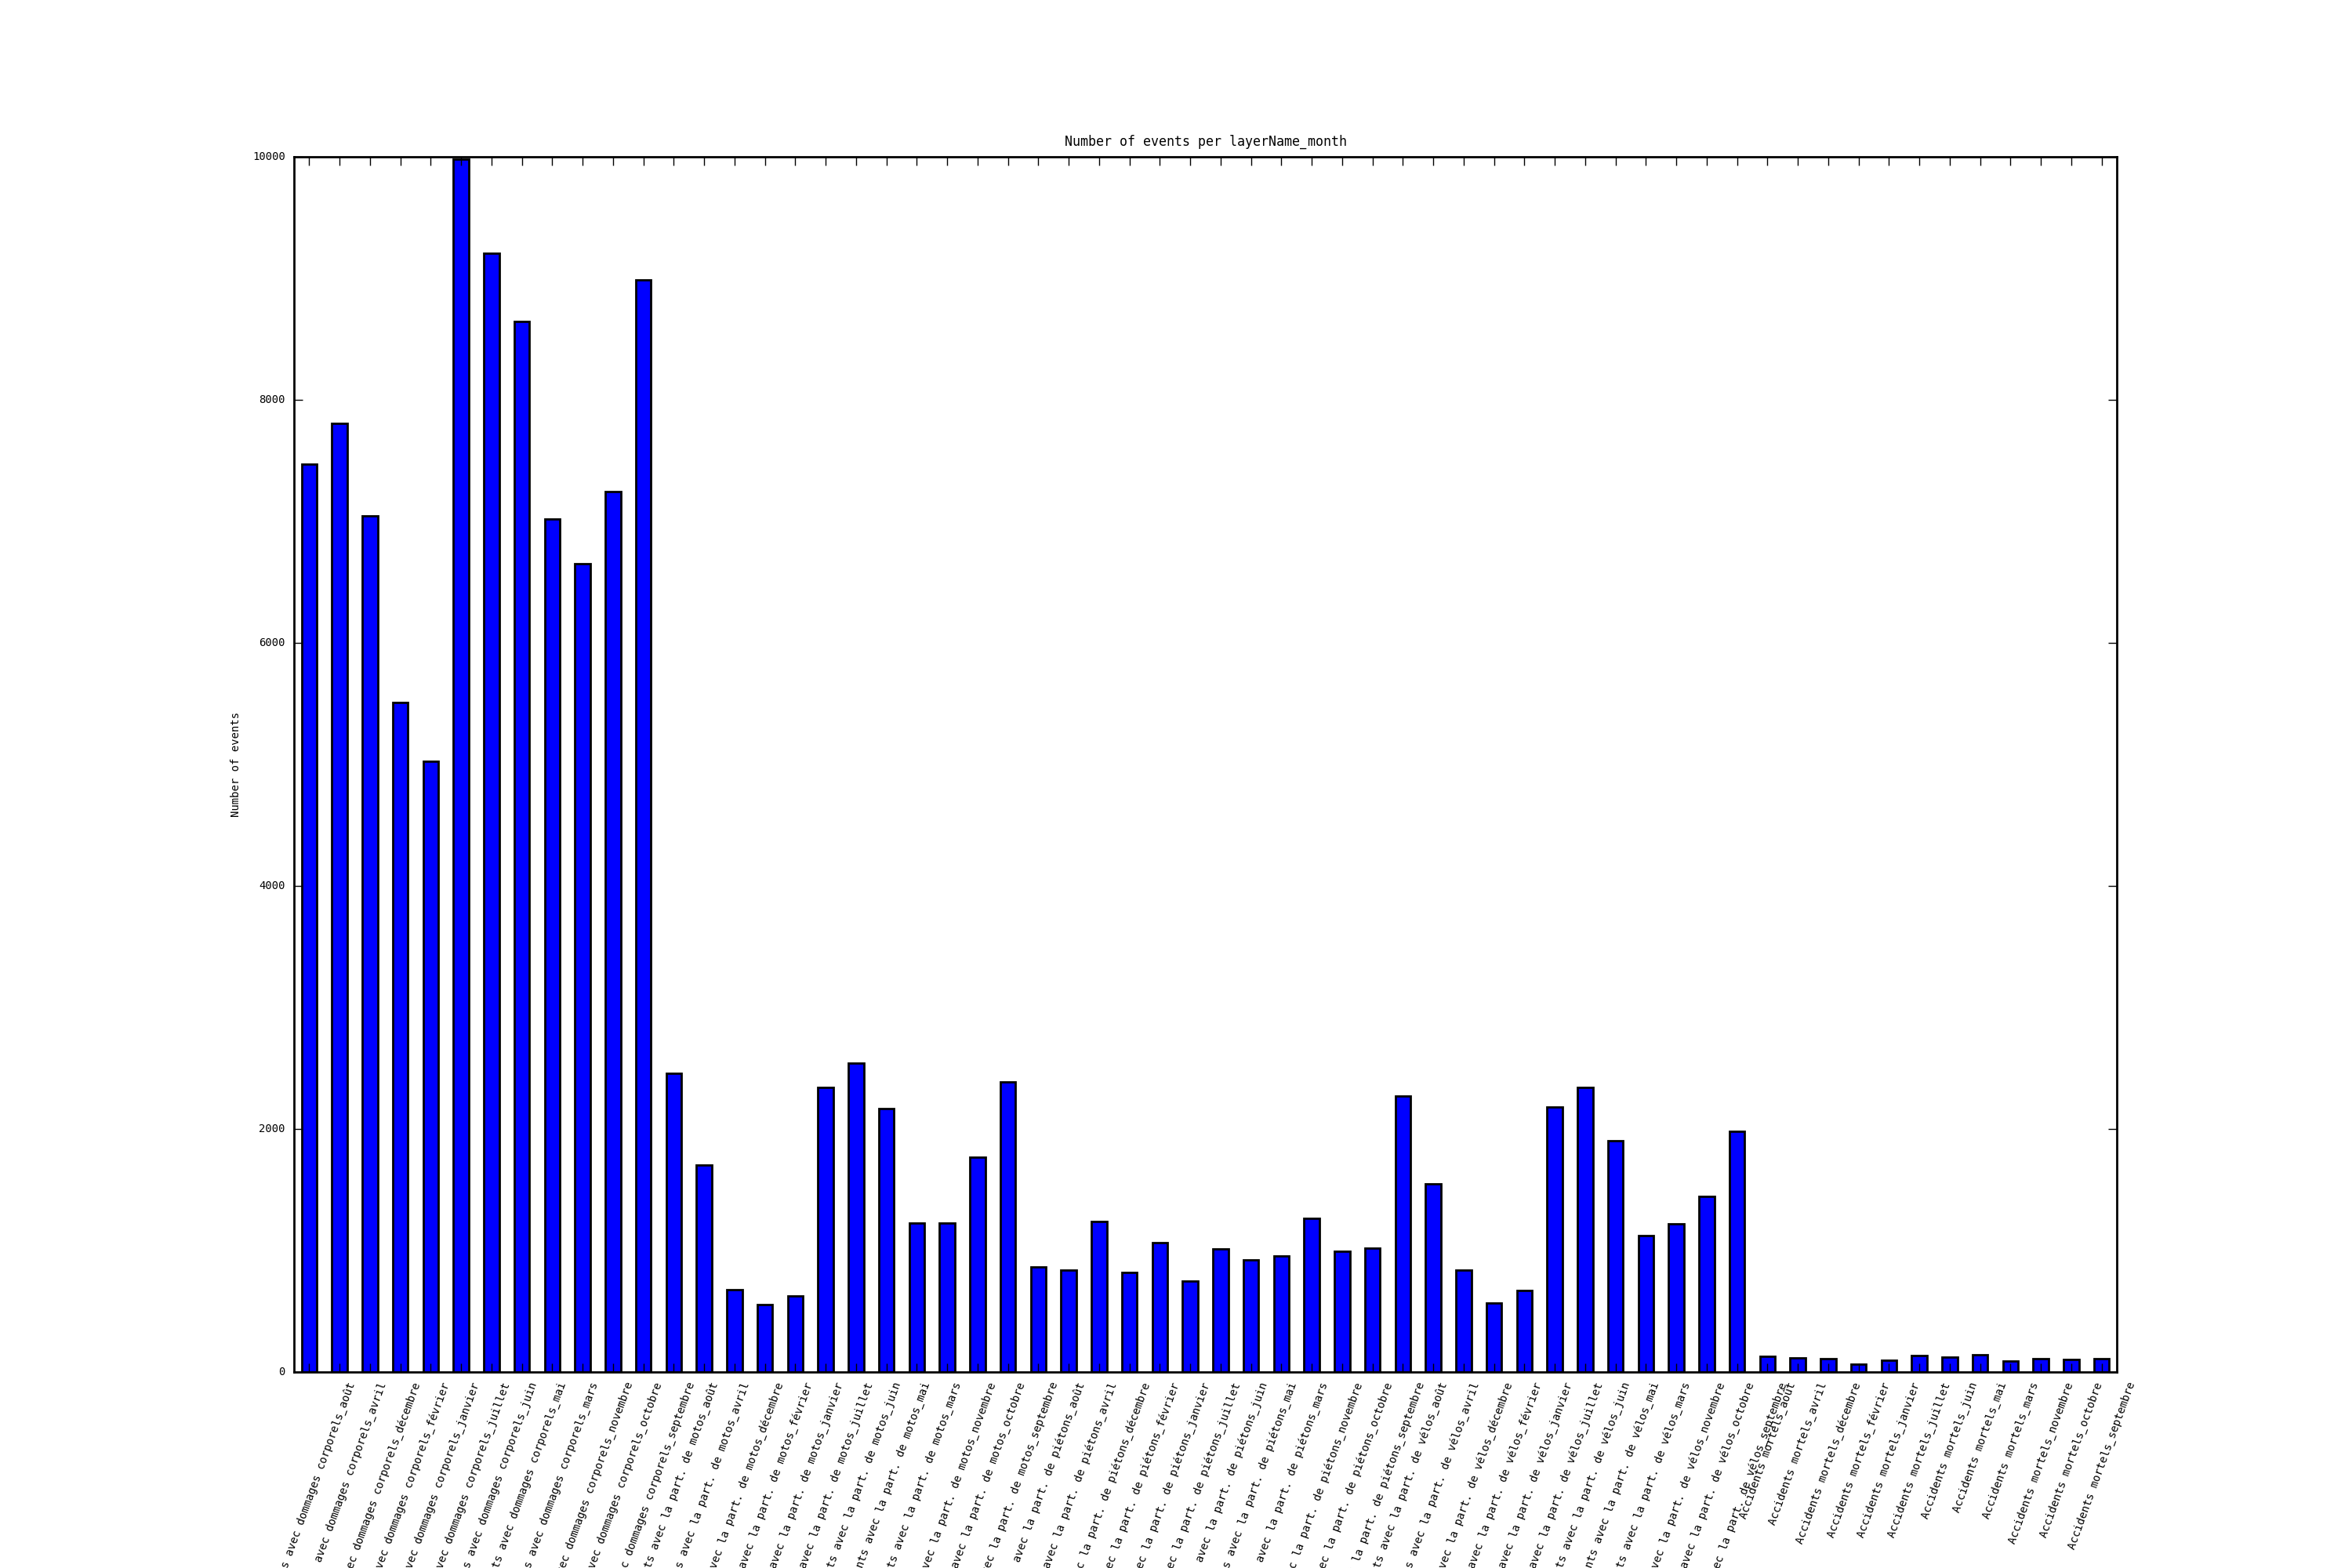 Number of events per layerName_month
10000
8000
6000
4000
2000
0
Number of events
s avec dommages corporels_août
avec dommages corporels_avril
ec dommages corporels_décembre
vec dommages corporels_février
vec dommages corporels_janvier
vec dommages corporels_juillet
s avec dommages corporels_juin
ts avec dommages corporels_mai
s avec dommages corporels_mars
ec dommages corporels_novembre
vec dommages corporels_octobre
c dommages corporels_septembre
ts avec la part. de motos_août
s avec la part. de motos_avril
vec la part. de motos_décembre
avec la part. de motos_février
avec la part. de motos_janvier
avec la part. de motos_juillet
ts avec la part. de motos_juin
nts avec la part. de motos_mai
ts avec la part. de motos_mars
vec la part. de motos_novembre
avec la part. de motos_octobre
ec la part. de motos_septembre
avec la part. de piétons_août
avec la part. de piétons_avril
c la part. de piétons_décembre
ec la part. de piétons_février
ec la part. de piétons_janvier
ec la part. de piétons_juillet
avec la part. de piétons_juin
s avec la part. de piétons_mai
avec la part. de piétons_mars
c la part. de piétons_novembre
ec la part. de piétons_octobre
la part. de piétons_septembre
ts avec la part. de vélos_août
s avec la part. de vélos_avril
vec la part. de vélos_décembre
avec la part. de vélos_février
avec la part. de vélos_janvier
avec la part. de vélos_juillet
ts avec la part. de vélos_juin
nts avec la part. de vélos_mai
ts avec la part. de vélos_mars
vec la part. de vélos_novembre
avec la part. de vélos_octobre
ec la part. de vélos_septembre
Accidents mortels_août
Accidents mortels_avril
Accidents mortels_décembre
Accidents mortels_février
Accidents mortels_janvier
Accidents mortels_juillet
Accidents mortels_juin
Accidents mortels_mai
Accidents mortels_mars
Accidents mortels_novembre
Accidents mortels_octobre
Accidents mortels_septembre